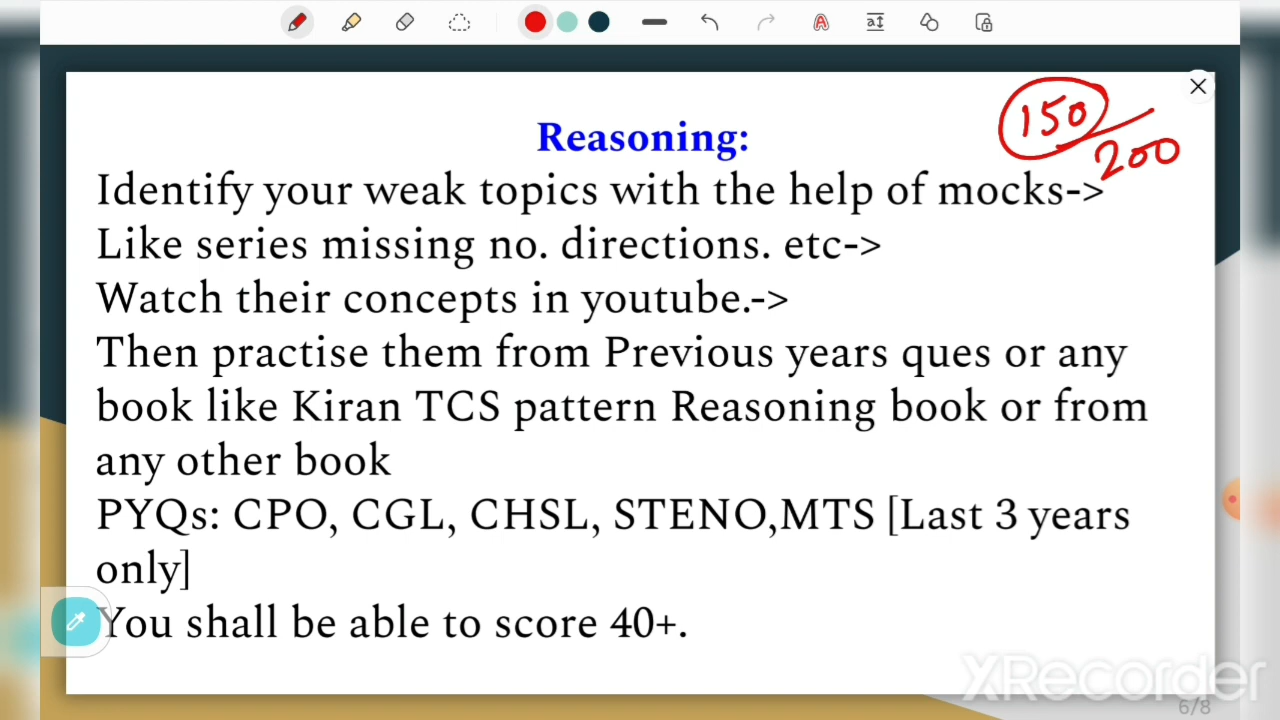 Reasoning:
150/200
Identify your weak topics with the help of mocks->
Like series missing no. directions. etc->
Watch their concepts in youtube.->
Then practise them from Previous years ques or any
book like Kiran TCS pattern Reasoning book or from
any other book
PYQs: CPO, CGL, CHSL, STENO,MTS [Last 3 years
only]
You shall be able to score 40+.
XRecorder
6/8